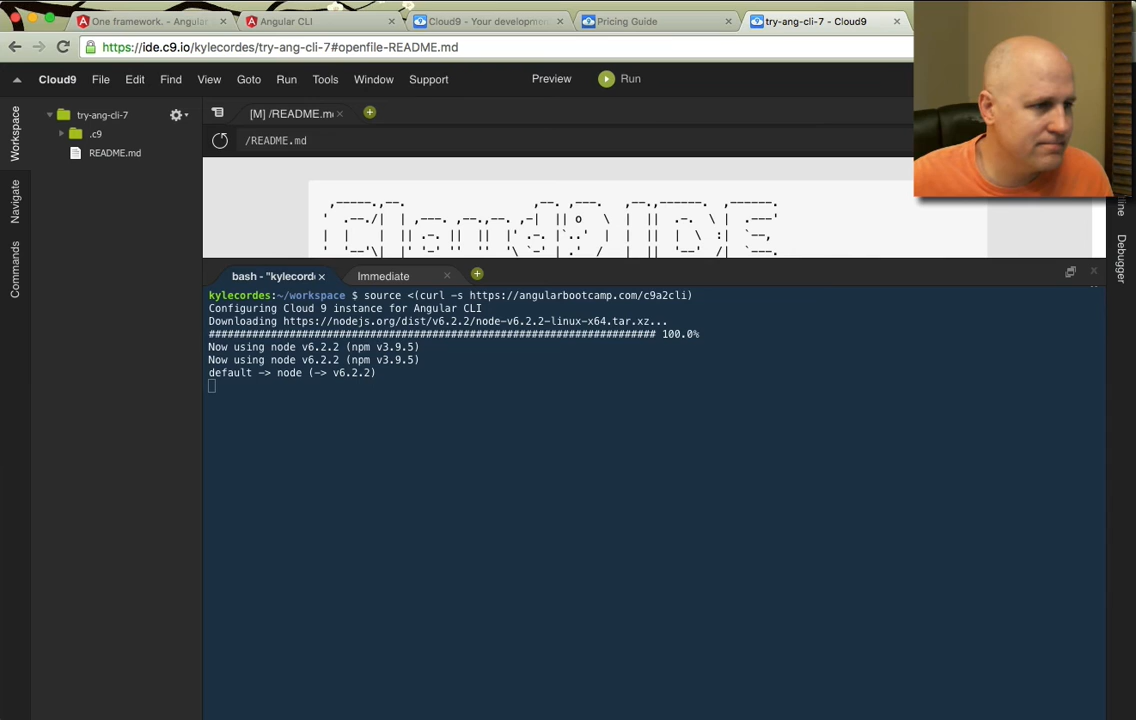 One framework. - Angular
Angular CLI
Cloud9 - Your developmen
Pricing Guide
try-ang-cli-7 - Cloud9
https://ide.c9.io/kylecordes/try-ang-cli-7#openfile-README.md
Cloud9 File Edit Find View Goto Run Tools Window Support Preview Run
Workspace
Navigate
Commands
try-ang-cli-7
.c9
README.md
[M] /README.m
/README.md
Debugger
bash - "kylecorde
Immediate
kylecordes:~/workspace $ source <(curl -s https://angularbootcamp.com/c9a2cli)
Configuring Cloud 9 instance for Angular CLI
Downloading https://nodejs.org/dist/v6.2.2/node-v6.2.2-linux-x64.tar.xz...
######################################################################## 100.0%
Now using node v6.2.2 (npm v3.9.5)
Now using node v6.2.2 (npm v3.9.5)
default -> node (-> v6.2.2)